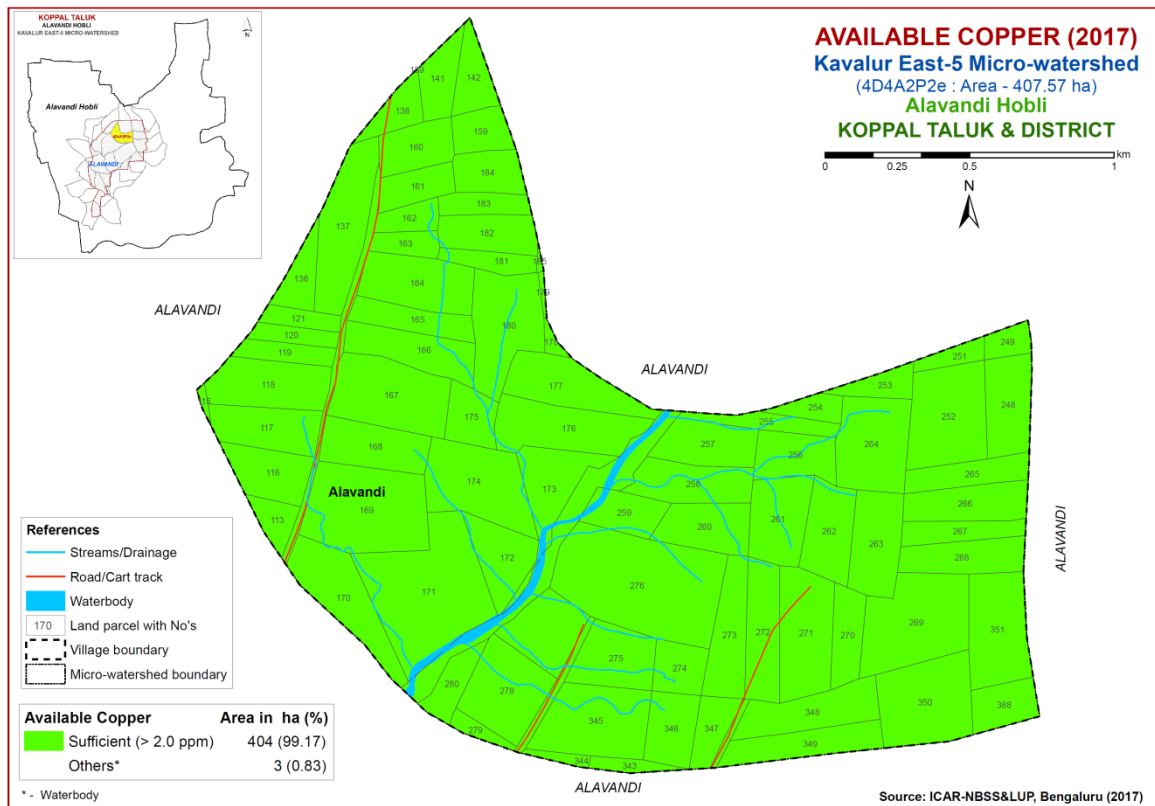 KOPPAL TALUK
ALAVANDI HOBLI
KAVALUR EAST-5 MICRO-WATERSHED
N
Alavandi Hobli
4D4A2P2e
ALAVANDI
AVAILABLE COPPER (2017)
Kavalur East-5 Micro-watershed
(4D4A2P2e : Area - 407.57 ha)
Alavandi Hobli
KOPPAL TALUK & DISTRICT
km
0 0.25 0.5 1
N
139 141 142
138
159
160
184
161
183
162
137 182
163
181 185
164
136 179
121 165 180
120 166 178
119
118 177
167
115 175 176
117
168
116 174 173
Alavandi
169
113
172
170 171
249
251
253
254 252 248
255
257 264
256
265
258
266
259 260 261 262
267
263
268
276
269
273 272 271 270 351
275
274
280 278
345 346 347 348 350 388
279
349
344 343
ALAVANDI
ALAVANDI
ALAVANDI
ALAVANDI
References
Streams/Drainage
Road/Cart track
Waterbody
170 Land parcel with No's
Village boundary
Micro-watershed boundary
Available Copper Area in ha (%)
Sufficient (> 2.0 ppm) 404 (99.17)
Others* 3 (0.83)
* - Waterbody
Source: ICAR-NBSS&LUP, Bengaluru (2017)